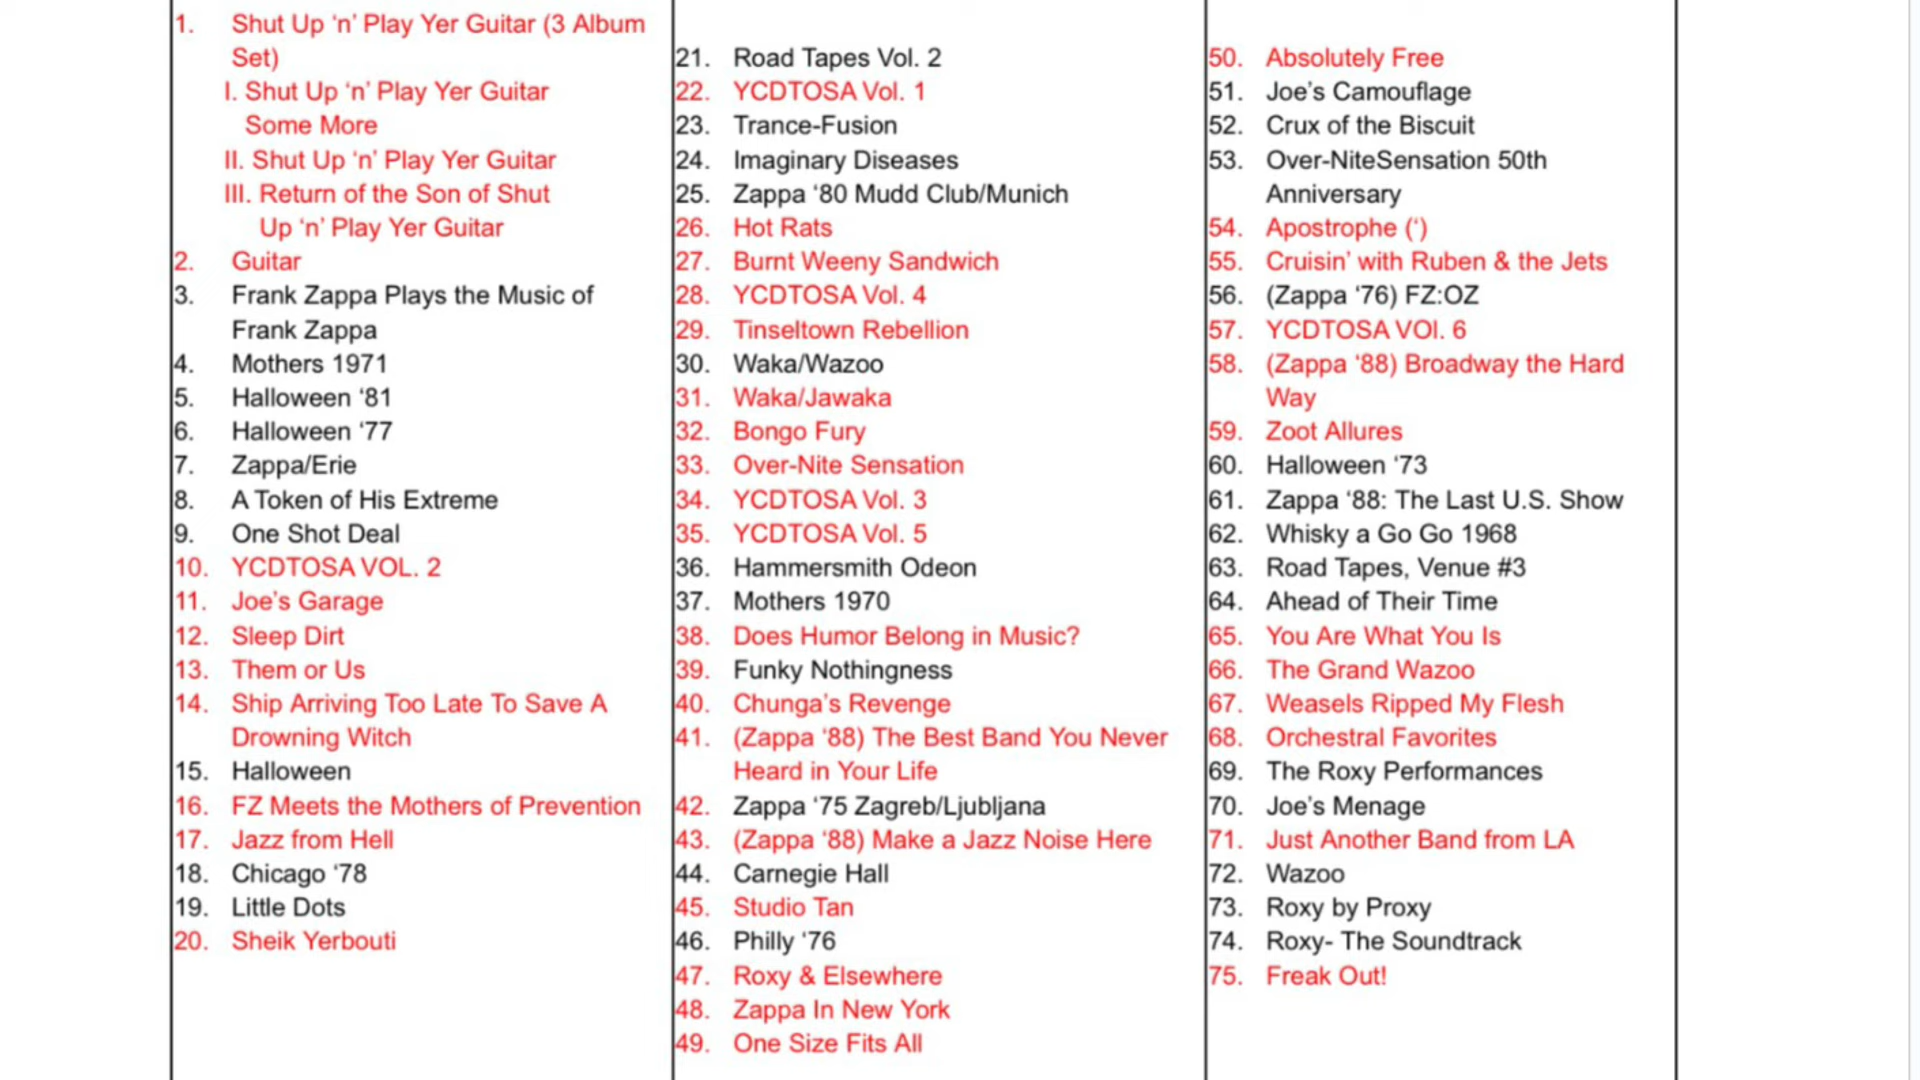 1. Shut Up ‘n’ Play Yer Guitar (3 Album
Set)
I. Shut Up ‘n’ Play Yer Guitar
Some More
II. Shut Up ‘n’ Play Yer Guitar
III. Return of the Son of Shut
Up ‘n’ Play Yer Guitar
2. Guitar
3. Frank Zappa Plays the Music of
Frank Zappa
4. Mothers 1971
5. Halloween ‘81
6. Halloween ‘77
7. Zappa/Erie
8. A Token of His Extreme
9. One Shot Deal
10. YCDTOSA VOL. 2
11. Joe’s Garage
12. Sleep Dirt
13. Them or Us
14. Ship Arriving Too Late To Save A
Drowning Witch
15. Halloween
16. FZ Meets the Mothers of Prevention
17. Jazz from Hell
18. Chicago ‘78
19. Little Dots
20. Sheik Yerbouti
21. Road Tapes Vol. 2
22. YCDTOSA Vol. 1
23. Trance-Fusion
24. Imaginary Diseases
25. Zappa ‘80 Mudd Club/Munich
26. Hot Rats
27. Burnt Weeny Sandwich
28. YCDTOSA Vol. 4
29. Tinseltown Rebellion
30. Waka/Wazoo
31. Waka/Jawaka
32. Bongo Fury
33. Over-Nite Sensation
34. YCDTOSA Vol. 3
35. YCDTOSA Vol. 5
36. Hammersmith Odeon
37. Mothers 1970
38. Does Humor Belong in Music?
39. Funky Nothingness
40. Chunga’s Revenge
41. (Zappa ‘88) The Best Band You Never
Heard in Your Life
42. Zappa ‘75 Zagreb/Ljubljana
43. (Zappa ‘88) Make a Jazz Noise Here
44. Carnegie Hall
45. Studio Tan
46. Philly ‘76
47. Roxy & Elsewhere
48. Zappa In New York
49. One Size Fits All
50. Absolutely Free
51. Joe’s Camouflage
52. Crux of the Biscuit
53. Over-NiteSensation 50th
Anniversary
54. Apostrophe (‘)
55. Cruisin’ with Ruben & the Jets
56. (Zappa ‘76) FZ:OZ
57. YCDTOSA VOl. 6
58. (Zappa ‘88) Broadway the Hard
Way
59. Zoot Allures
60. Halloween ‘73
61. Zappa ‘88: The Last U.S. Show
62. Whisky a Go Go 1968
63. Road Tapes, Venue #3
64. Ahead of Their Time
65. You Are What You Is
66. The Grand Wazoo
67. Weasels Ripped My Flesh
68. Orchestral Favorites
69. The Roxy Performances
70. Joe’s Menage
71. Just Another Band from LA
72. Wazoo
73. Roxy by Proxy
74. Roxy- The Soundtrack
75. Freak Out!